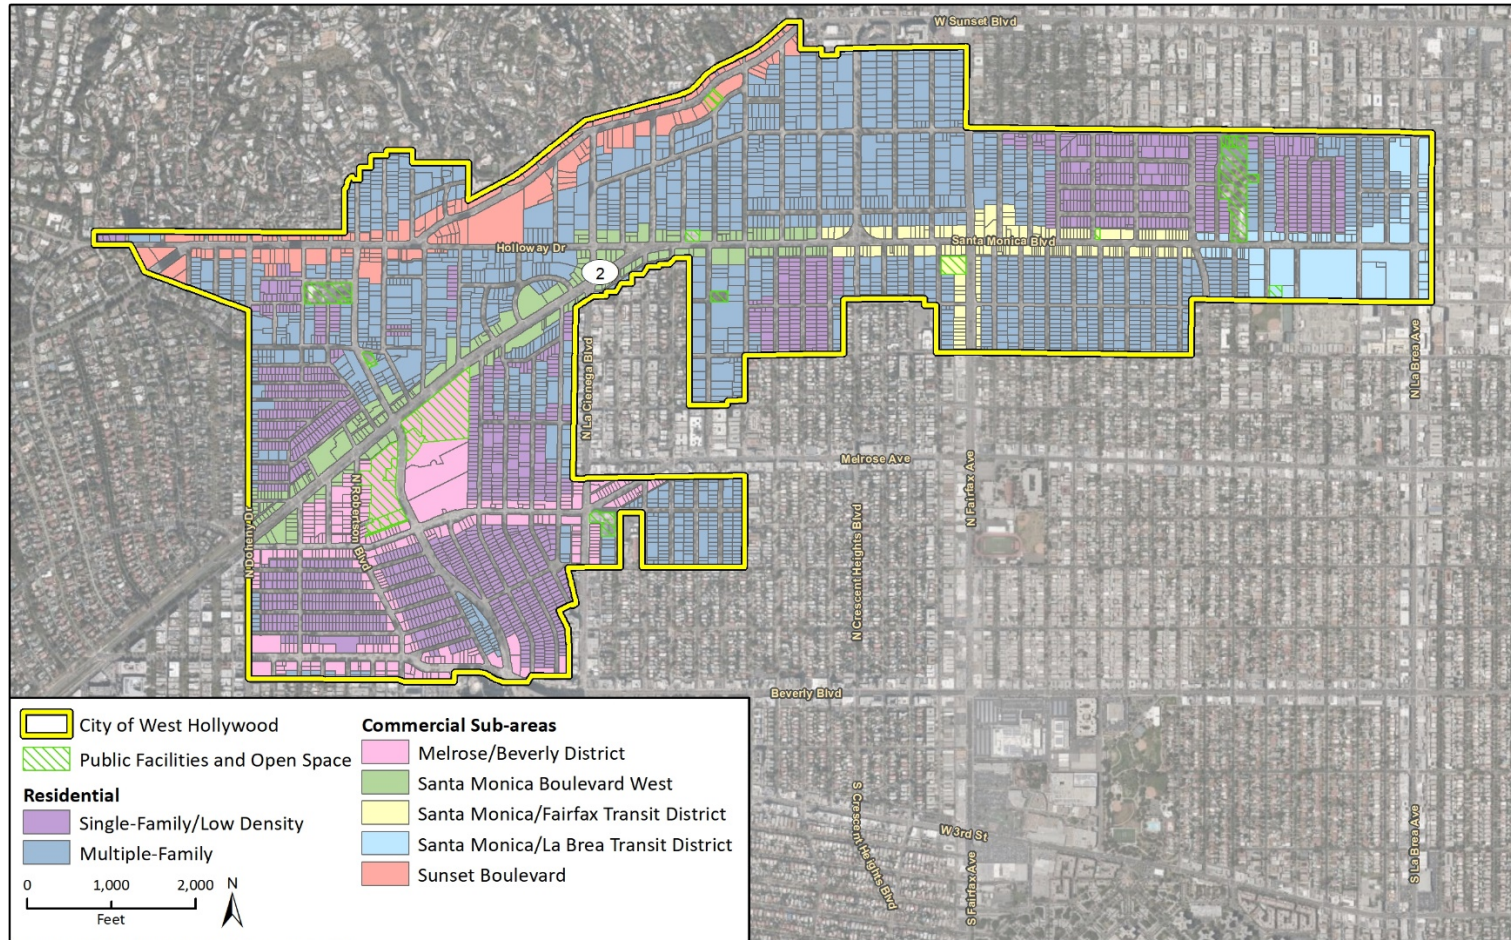 W Sunset Blvd
Holloway Dr
Santa Monica Blvd
2
N La Cienega Blvd
N La Brea Ave
Melrose Ave
N Robertson Blvd
N Doheny Dr
N Crescent Heights Blvd
N Fairfax Ave
Beverly Blvd
S Crescent Heights Blvd
W 3rd St
S Fairfax Ave
S La Brea Ave
City of West Hollywood
Public Facilities and Open Space
Residential
Single-Family/Low Density
Multiple-Family
0 1,000 2,000
Feet
N
Commercial Sub-areas
Melrose/Beverly District
Santa Monica Boulevard West
Santa Monica/Fairfax Transit District
Santa Monica/La Brea Transit District
Sunset Boulevard